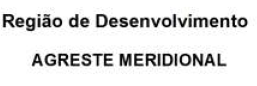 Região de Desenvolvimento
AGRESTE MERIDIONAL